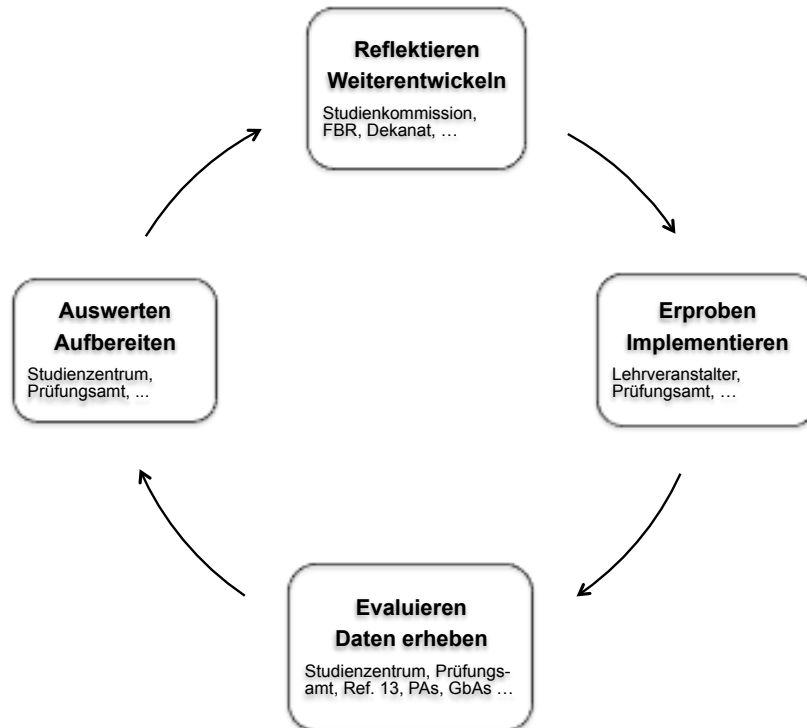 Reflektieren
Weiterentwickeln
Studienkommission,
FBR, Dekanat, …
Auswerten
Aufbereiten
Studienzentrum,
Prüfungsamt, ...
Erproben
Implementieren
Lehrveranstalter,
Prüfungsamt, …
Evaluieren
Daten erheben
Studienzentrum, Prüfungs-
amt, Ref. 13, PAs, GbAs …